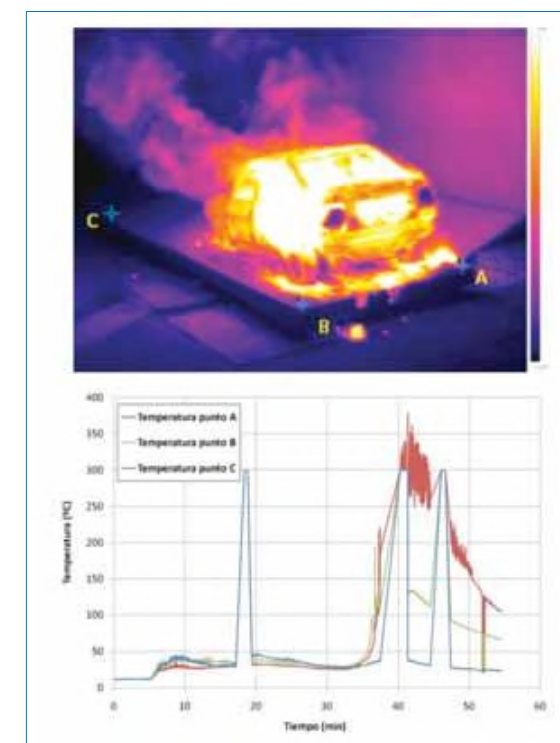 C
A
B
400
350
300
250
200
150
100
50
0
Temperatura punto A
Temperatura punto B
Temperatura punto C
Temperatura (ºC)
0 10 20 30 40 50 60
Tiempo (min)